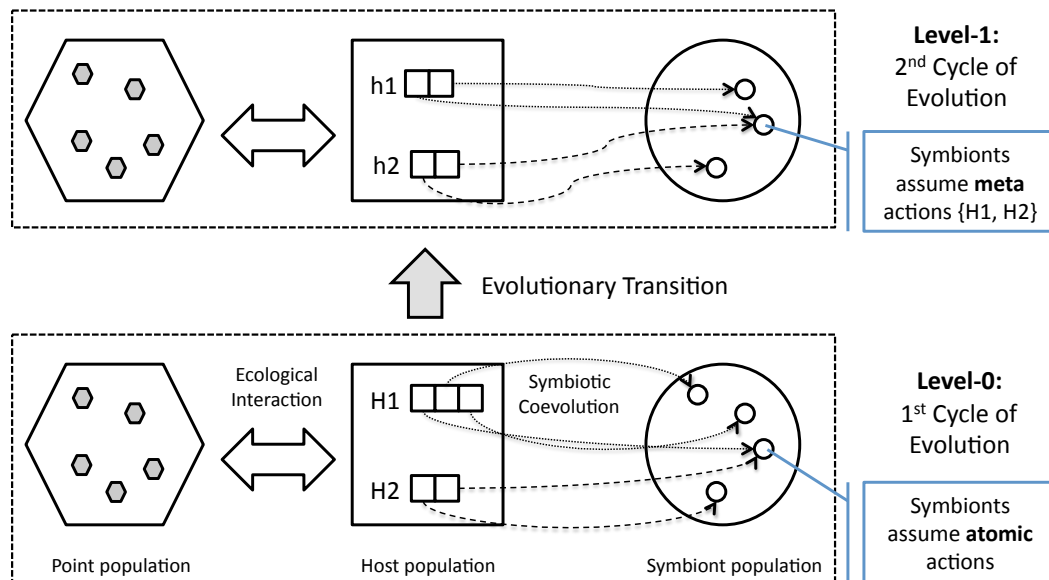 Level-1:
2nd Cycle of
Evolution
h1
h2
Symbionts
assume meta
actions {H1, H2}
Evolutionary Transition
Ecological
Interaction
H1
Symbiotic
Coevolution
H2
Level-0:
1st Cycle of
Evolution
Symbionts
assume atomic
actions
Point population
Host population
Symbiont population